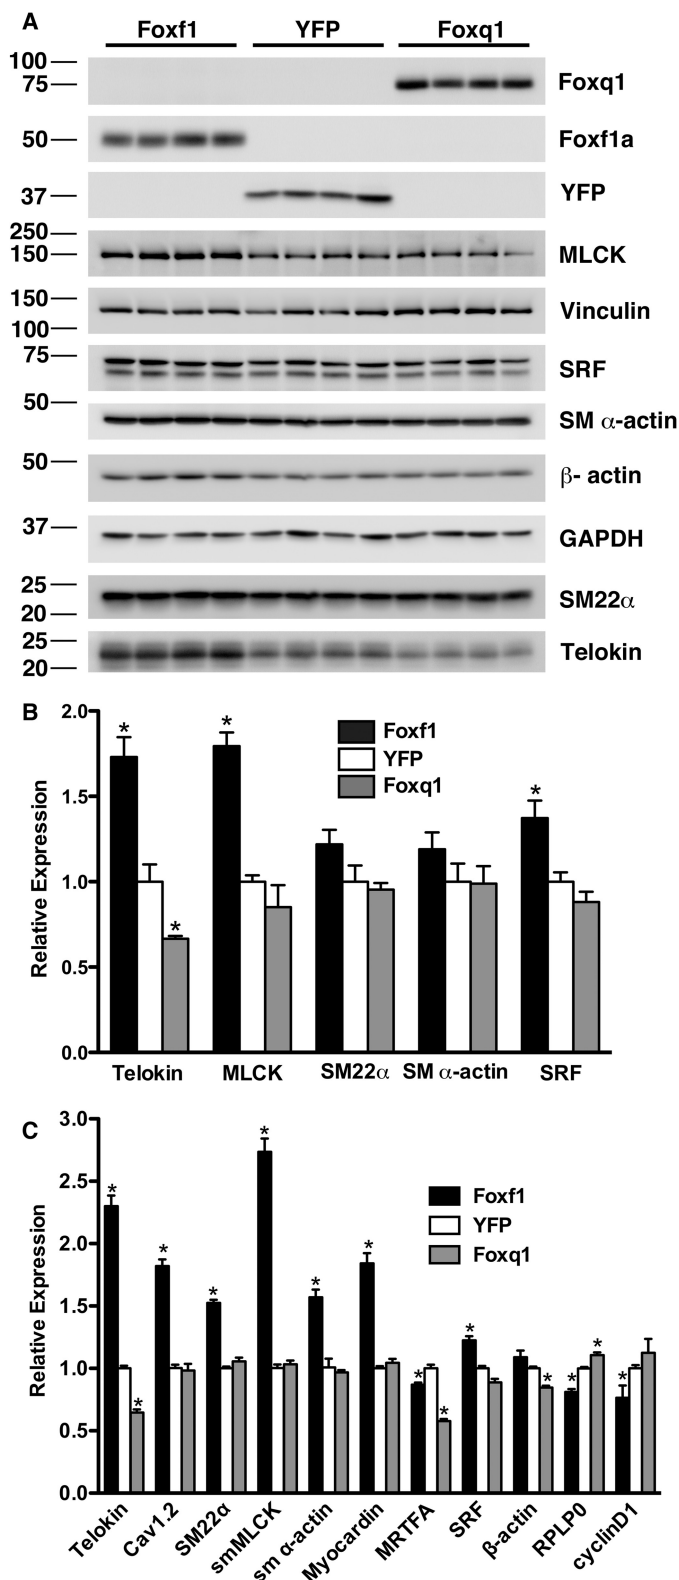 A
Foxf1 YFP Foxq1
100
75
Foxq1
50
Foxf1a
37
YFP
250
150
MLCK
150
100
Vinculin
75
SRF
50
SM α-actin
50
β- actin
37
GAPDH
25
20
SM22α
25
20
Telokin
B
2.0
1.5
1.0
0.5
0.0
Relative Expression
* * * *
Foxf1
YFP
Foxq1
Telokin MLCK SM22α SM α-actin SRF
C
3.0
2.5
2.0
1.5
1.0
0.5
0.0
Relative Expression
* * * * * * * * * * * * *
Foxf1
YFP
Foxq1
Telokin Cav1.2 SM22α smMLCK sm α-actin Myocardin MRTFA SRF β-actin RPLP0 cyclinD1